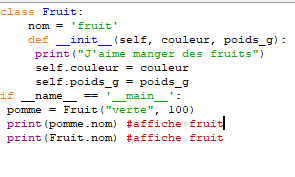 class Fruit:
    nom = 'fruit'
    def __init__(self, couleur, poids_g):
     print("J'aime manger des fruits")
     self.couleur = couleur
     self.poids_g = poids_g
if __name__ == '__main__':
 pomme = Fruit("verte", 100)
 print(pomme.nom) #affiche fruit
 print(Fruit.nom) #affiche fruit